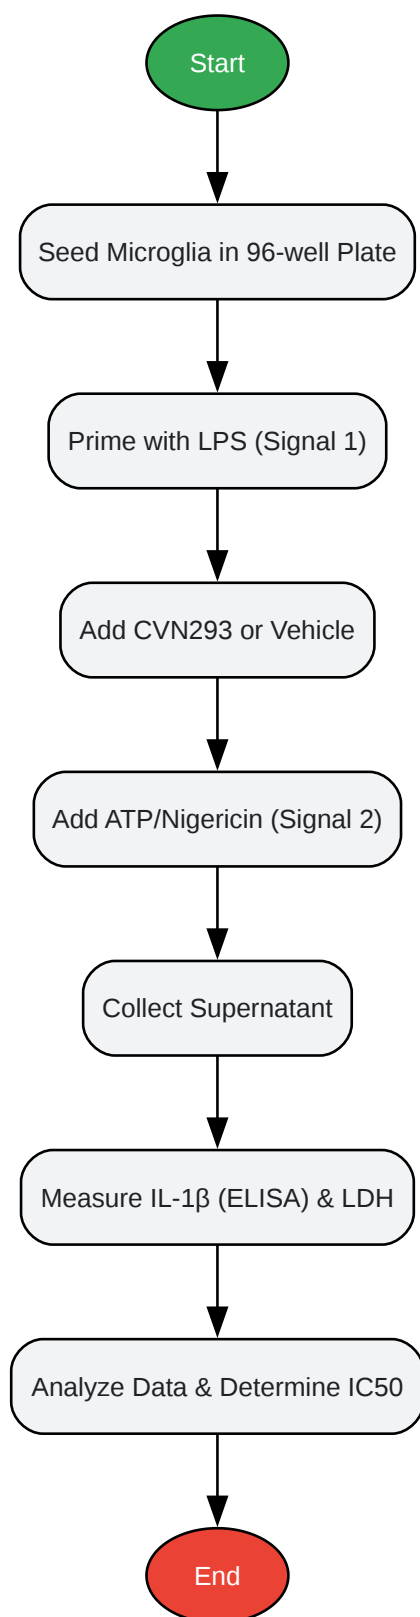 Start
Seed Microglia in 96-well Plate
Prime with LPS (Signal 1)
Add CVN293 or Vehicle
Add ATP/Nigericin (Signal 2)
Collect Supernatant
Measure IL-1β (ELISA) & LDH
Analyze Data & Determine IC50
End